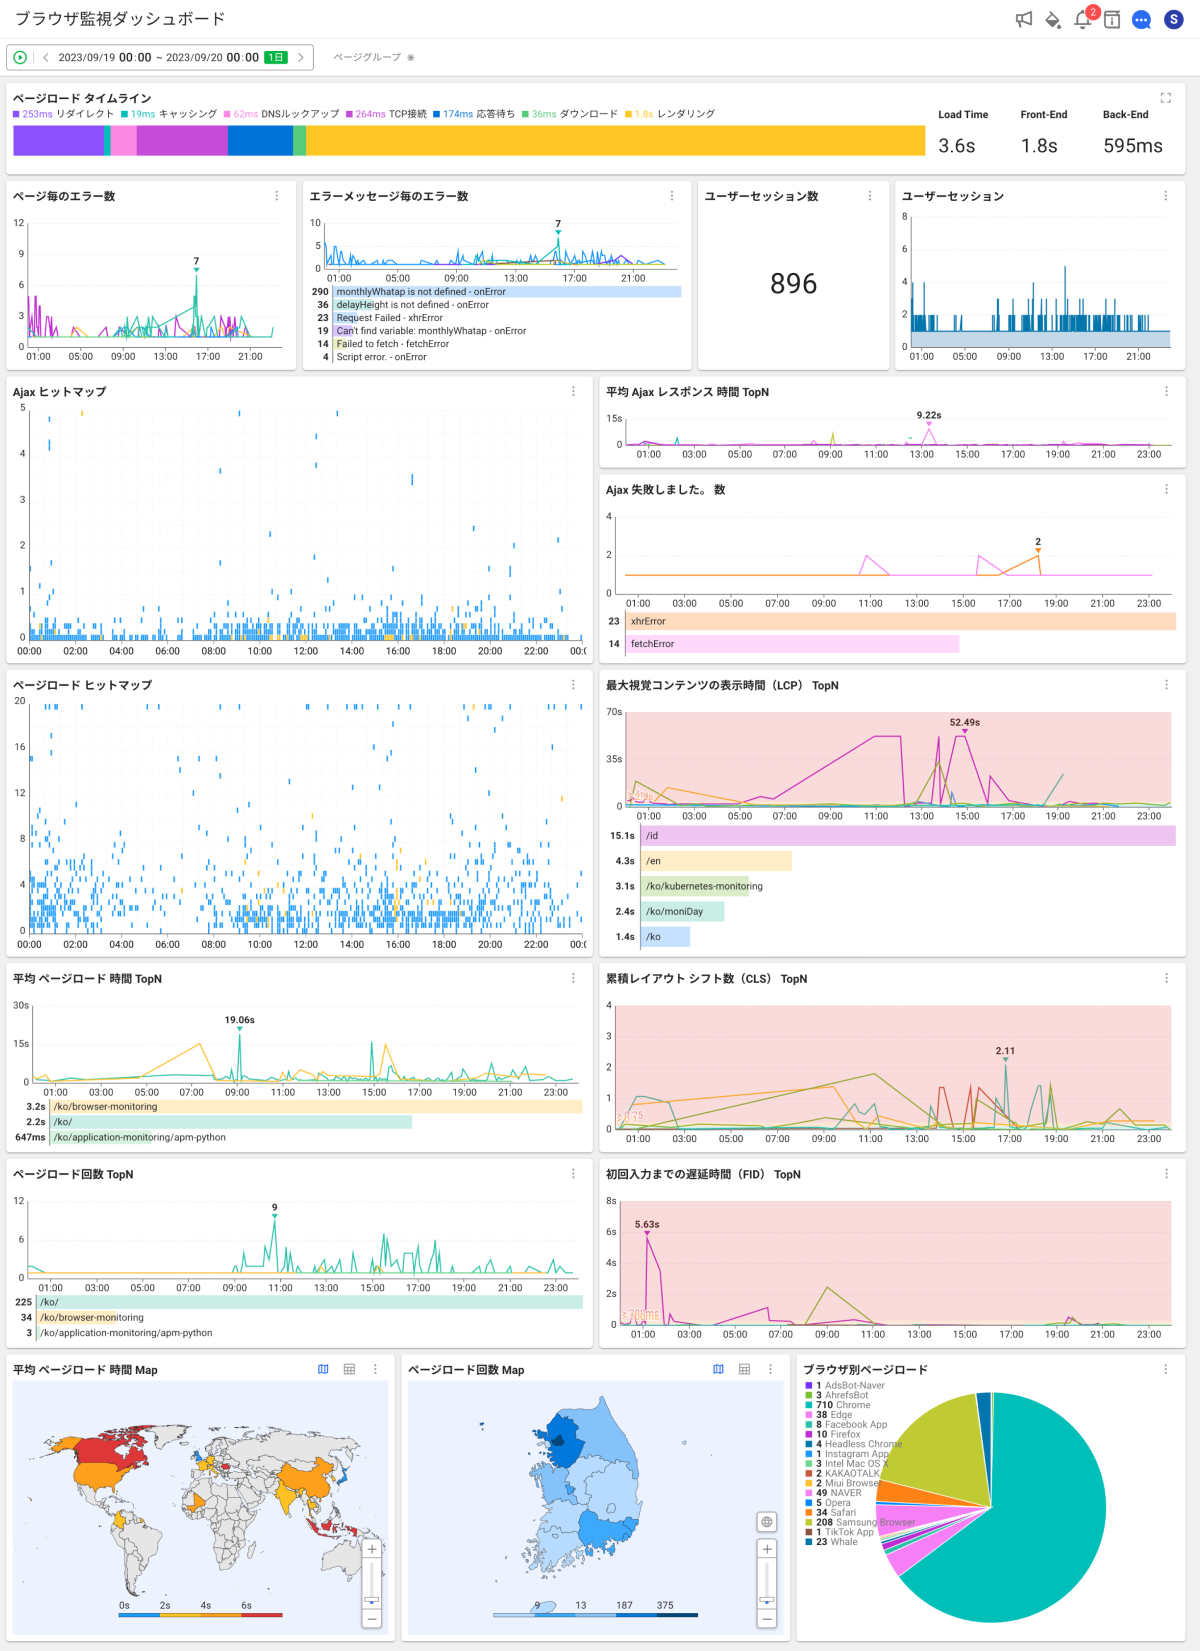 ブラウザ監視ダッシュボード
2
S
2023/09/19 00:00 ~ 2023/09/20 00:00 1日
ページグループ ✳
ページロード タイムライン
253ms リダイレクト 19ms キャッシング 62ms DNSルックアップ 264ms TCP接続 174ms 応答待ち 36ms ダウンロード 1.8s レンダリング
Load Time Front-End Back-End
3.6s 1.8s 595ms
ページ毎のエラー数
12
9
6
3
0
7
01:00 05:00 09:00 13:00 17:00 21:00
エラーメッセージ毎のエラー数
10
5
0
7
01:00 05:00 09:00 13:00 17:00 21:00
290 monthlyWhatap is not defined - onError
36 delayHeight is not defined - onError
23 Request Failed - xhrError
19 Can't find variable: monthlyWhatap - onError
14 Failed to fetch - fetchError
4 Script error. - onError
ユーザーセッション数
896
ユーザーセッション
8
6
4
2
0
01:00 05:00 09:00 13:00 17:00 21:00
Ajax ヒットマップ
5
4
3
2
1
0
00:00 02:00 04:00 06:00 08:00 10:00 12:00 14:00 16:00 18:00 20:00 22:00 00:0
平均 Ajax レスポンス 時間 TopN
15s
0
9.22s
01:00 03:00 05:00 07:00 09:00 11:00 13:00 15:00 17:00 19:00 21:00 23:00
Ajax 失敗しました。 数
4
2
0
2
01:00 03:00 05:00 07:00 09:00 11:00 13:00 15:00 17:00 19:00 21:00 23:00
23 xhrError
14 fetchError
ページロード ヒットマップ
20
16
12
8
4
0
00:00 02:00 04:00 06:00 08:00 10:00 12:00 14:00 16:00 18:00 20:00 22:00 00:0
最大視覚コンテンツの表示時間（LCP） TopN
70s
35s
0
52.49s
01:00 03:00 05:00 07:00 09:00 11:00 13:00 15:00 17:00 19:00 21:00 23:00
15.1s /id
4.3s /en
3.1s /ko/kubernetes-monitoring
2.4s /ko/moniDay
1.4s /ko
平均 ページロード 時間 TopN
30s
15s
0
19.06s
01:00 03:00 05:00 07:00 09:00 11:00 13:00 15:00 17:00 19:00 21:00 23:00
3.2s /ko/browser-monitoring
2.2s /ko/
647ms /ko/application-monitoring/apm-python
累積レイアウト シフト数（CLS） TopN
4
3
2
1
0
2.11
01:00 03:00 05:00 07:00 09:00 11:00 13:00 15:00 17:00 19:00 21:00 23:00
ページロード回数 TopN
12
6
0
9
01:00 03:00 05:00 07:00 09:00 11:00 13:00 15:00 17:00 19:00 21:00 23:00
225 /ko/
34 /ko/browser-monitoring
3 /ko/application-monitoring/apm-python
初回入力までの遅延時間（FID） TopN
8s
6s
4s
2s
0
5.63s
01:00 03:00 05:00 07:00 09:00 11:00 13:00 15:00 17:00 19:00 21:00 23:00
平均 ページロード 時間 Map
0s 2s 4s 6s
ページロード回数 Map
9 13 187 375
ブラウザ別ページロード
1 AdsBot-Naver
3 AhrefsBot
710 Chrome
38 Edge
8 Facebook App
10 Firefox
4 Headless Chrome
1 Instagram App
3 Intel Mac OS X
2 KAKAOTALK
2 Miui Browser
49 NAVER
5 Opera
34 Safari
208 Samsung Browser
1 TikTok App
23 Whale